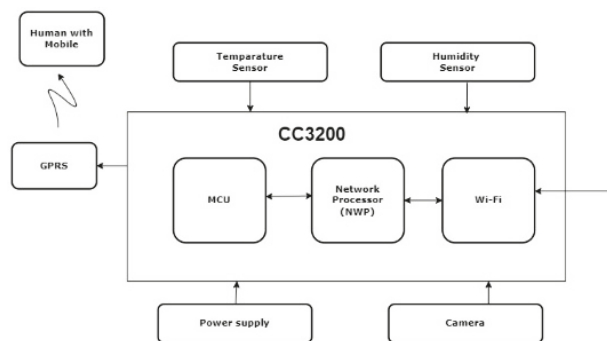 Human with
Mobile
Temparature
Sensor
Humidity
Sensor
CC3200
GPRS
MCU
Network
Processor
(NWP)
Wi-Fi
Power supply
Camera